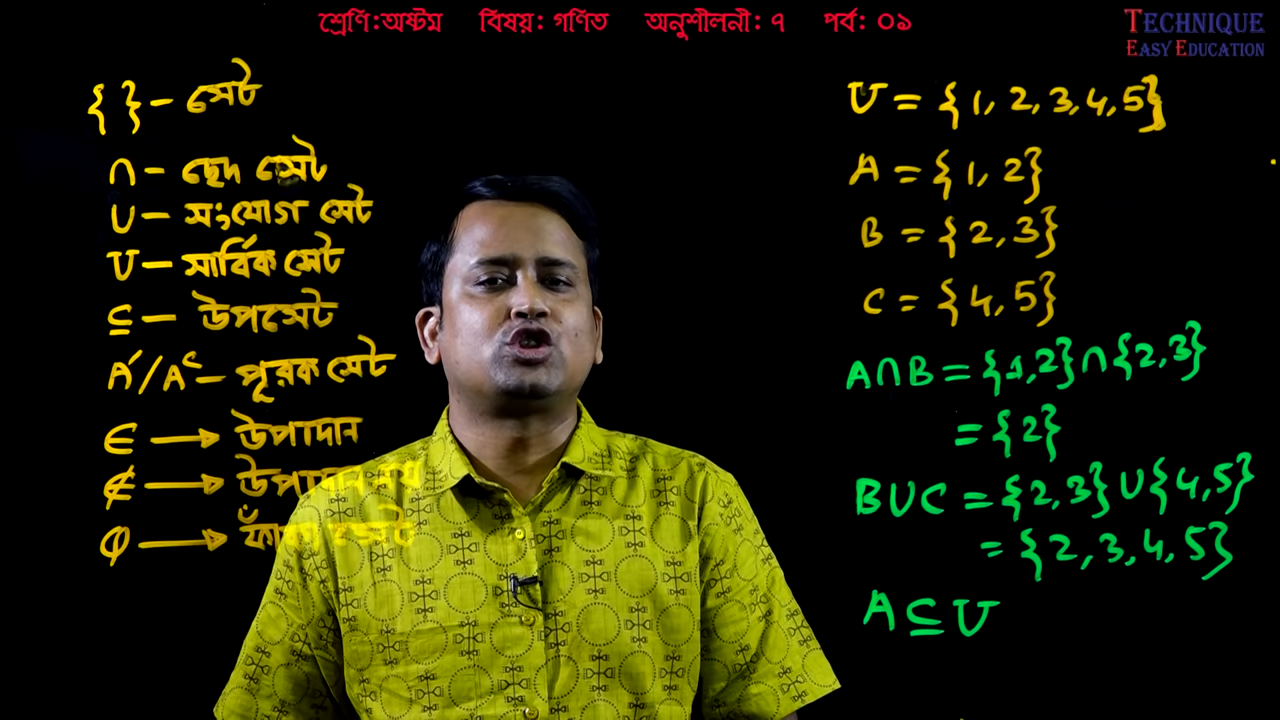 শ্রেণি:অষ্টম বিষয়: গণিত অনুশীলনী: ৭ পর্ব: ০১
TECHNIQUE
EASY EDUCATION
{ } – সেট
∩ – ছেদ সেট
∪ – সংযোগ সেট
U – সার্বিক সেট
⊆ – উপসেট
A′/Aᶜ – পূরক সেট
∈ → উপাদান
∉ → উপাদান নয়
φ → ফাঁকা সেট
U = {1, 2, 3, 4, 5}
A = {1, 2}
B = {2, 3}
C = {4, 5}
A∩B = {1,2}∩{2,3}
= {2}
B∪C = {2,3}∪{4,5}
= {2, 3, 4, 5}
A ⊆ U